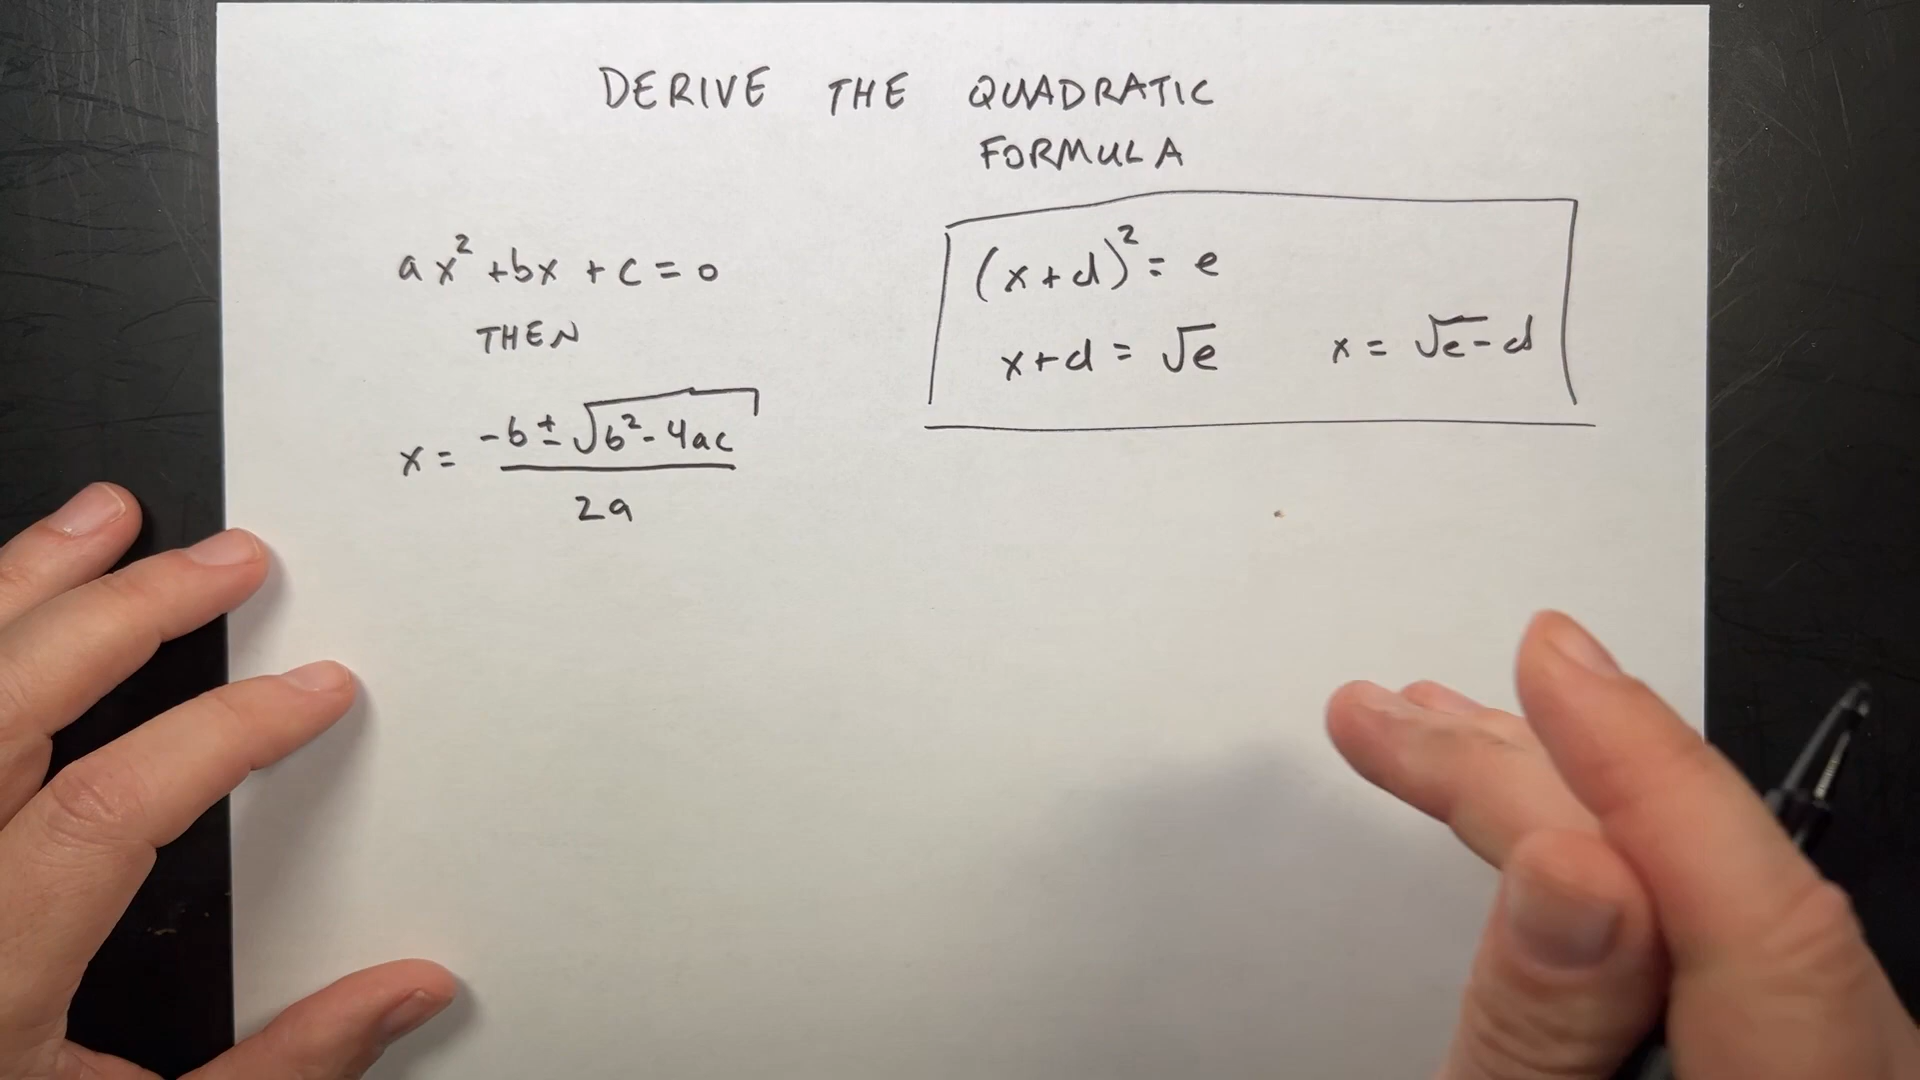 DERIVE THE QUADRATIC
FORMULA
ax² + bx + c = 0
THEN
x = -b ± √b² - 4ac
2a
(x + d)² = e
x + d = √e x = √e - d